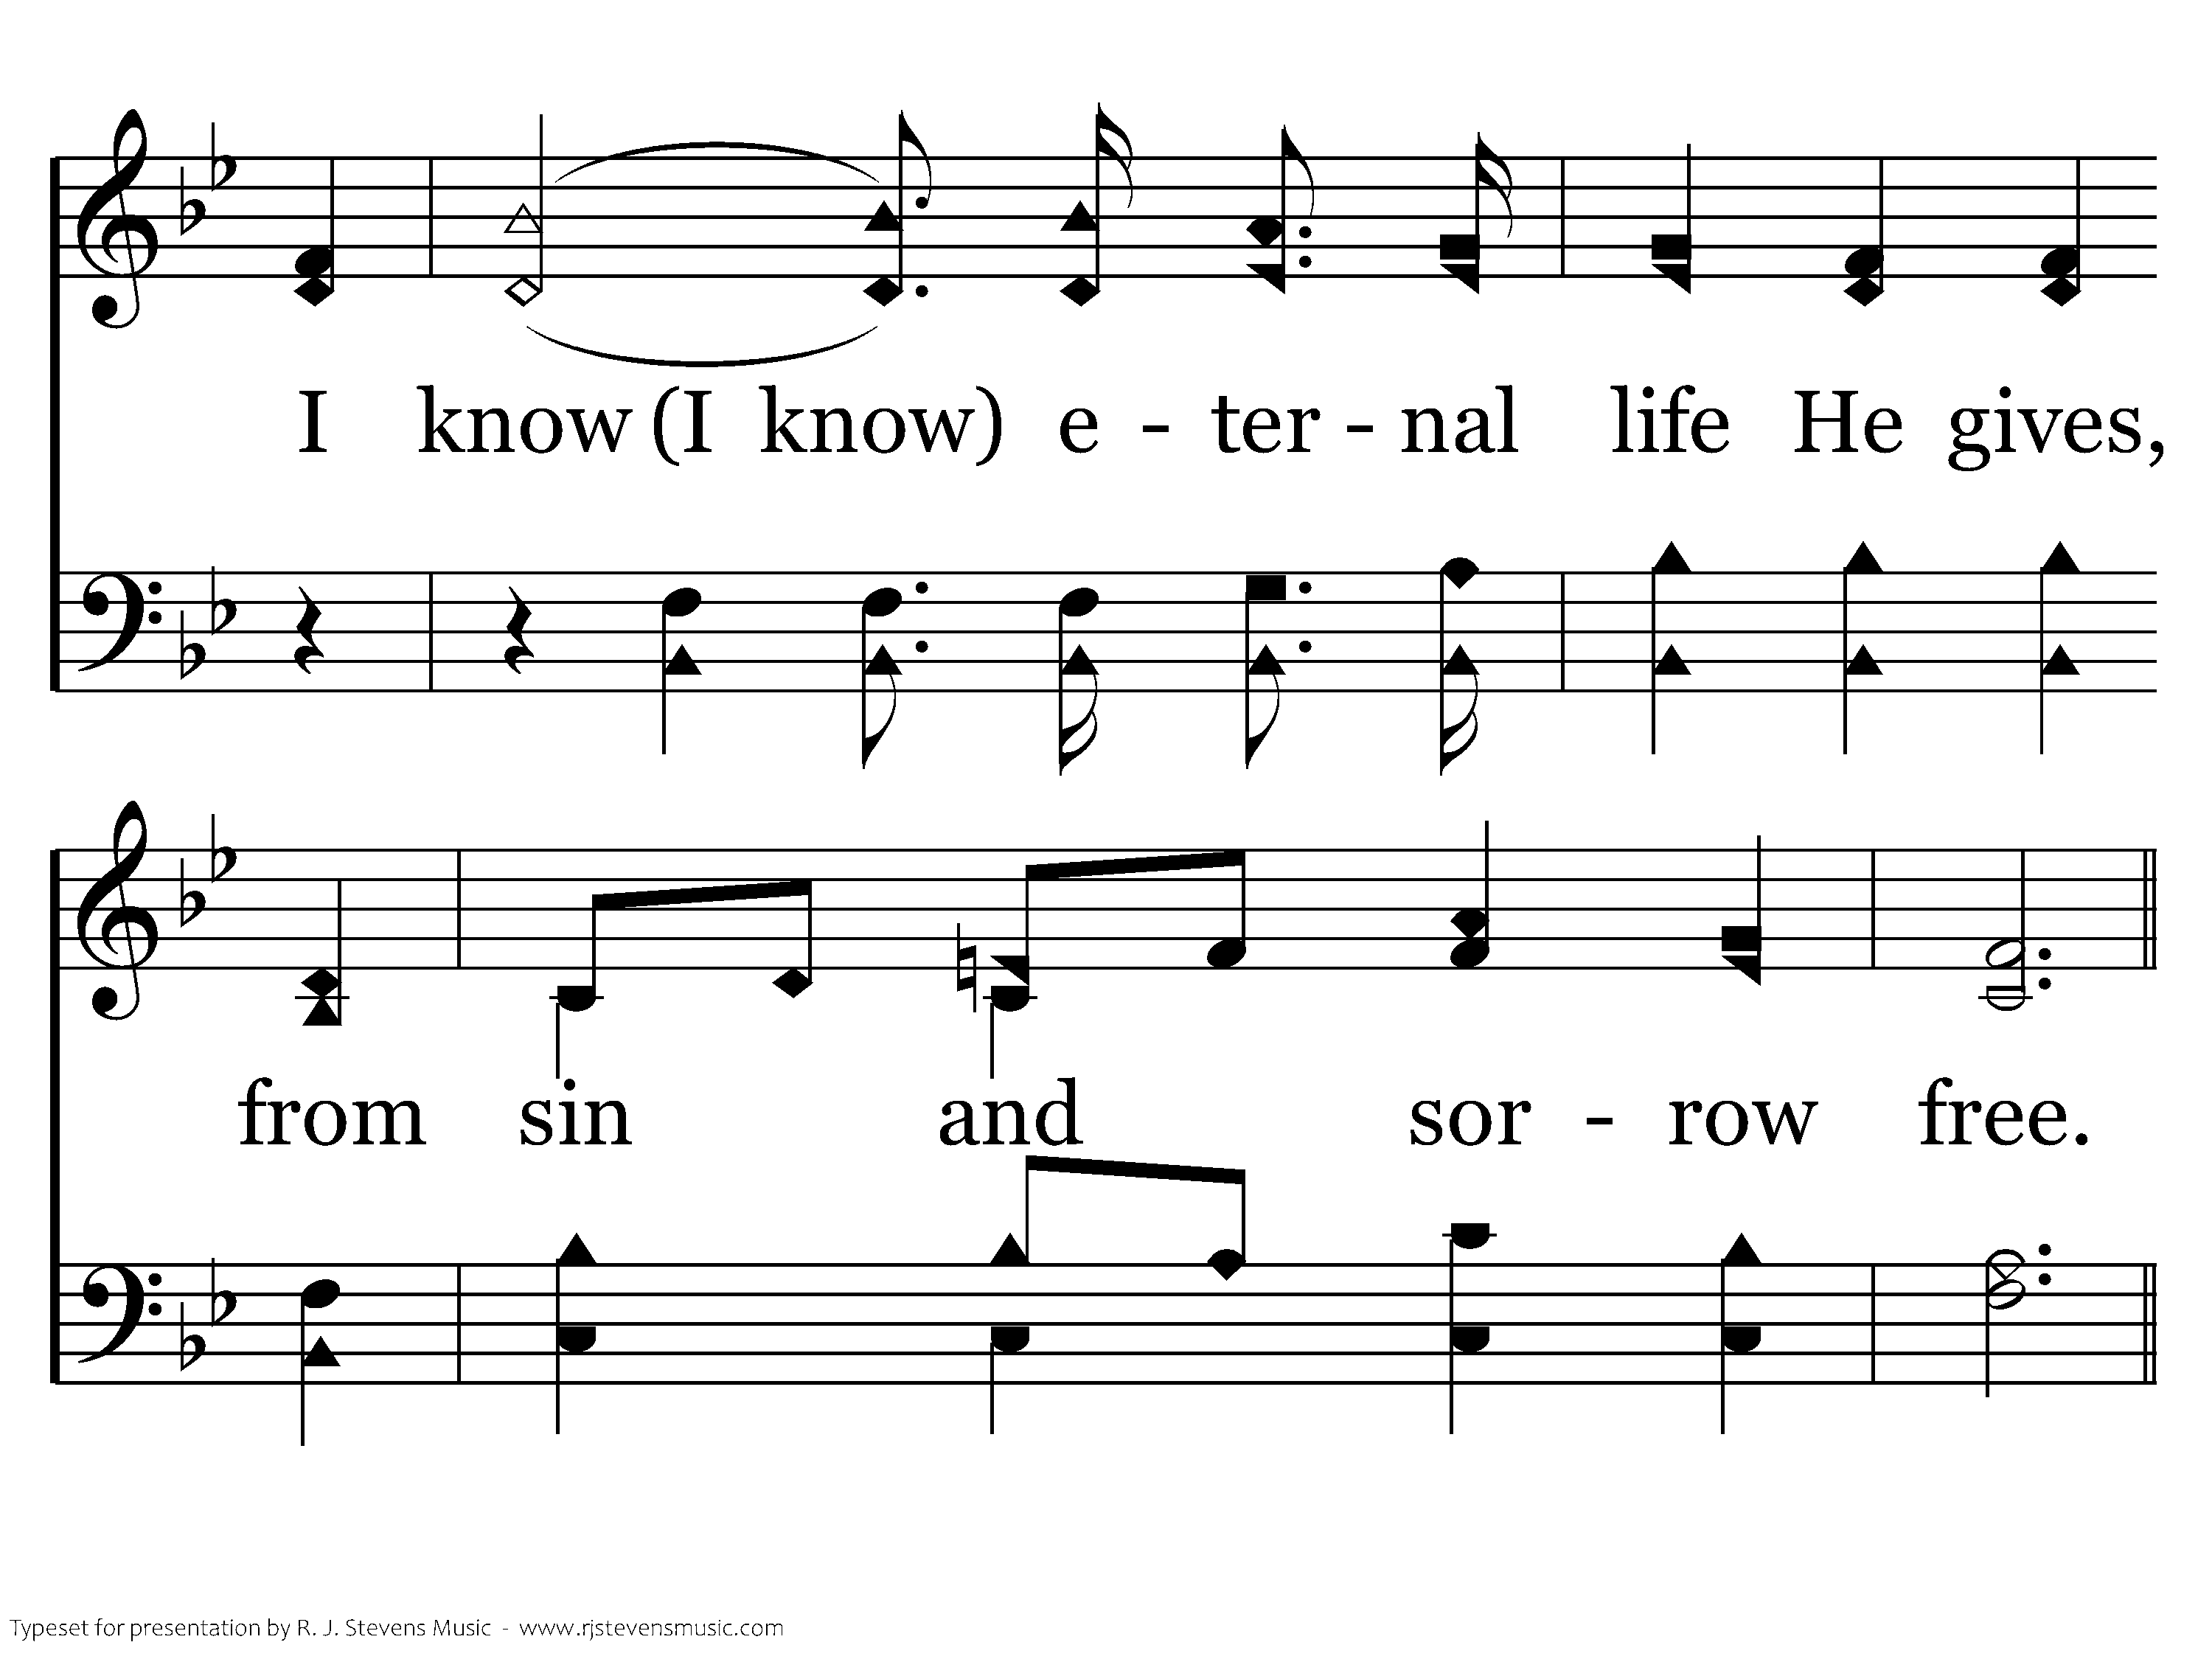 I know (I know) e - ter - nal life He gives,
from sin and sor - row free.
Typeset for presentation by R. J. Stevens Music - www.rjstevensmusic.com